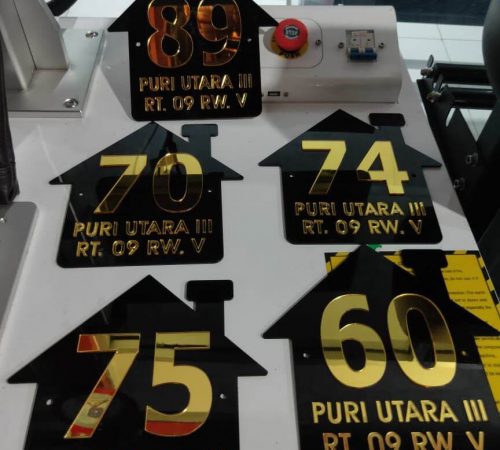 89
PURI UTARA III
RT. 09 RW. V
70
PURI UTARA III
RT. 09 RW. V
74
PURI UTARA III
RT. 09 RW. V
75
60
PURI UTARA III
RT. 09 RW. V